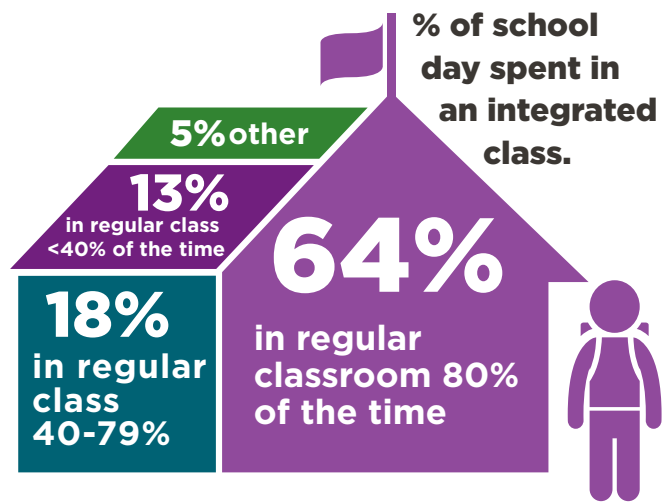 % of school
day spent in
an integrated
class.
5% other
13%
in regular class
<40% of the time
64%
in regular
classroom 80%
of the time
18%
in regular
class
40-79%